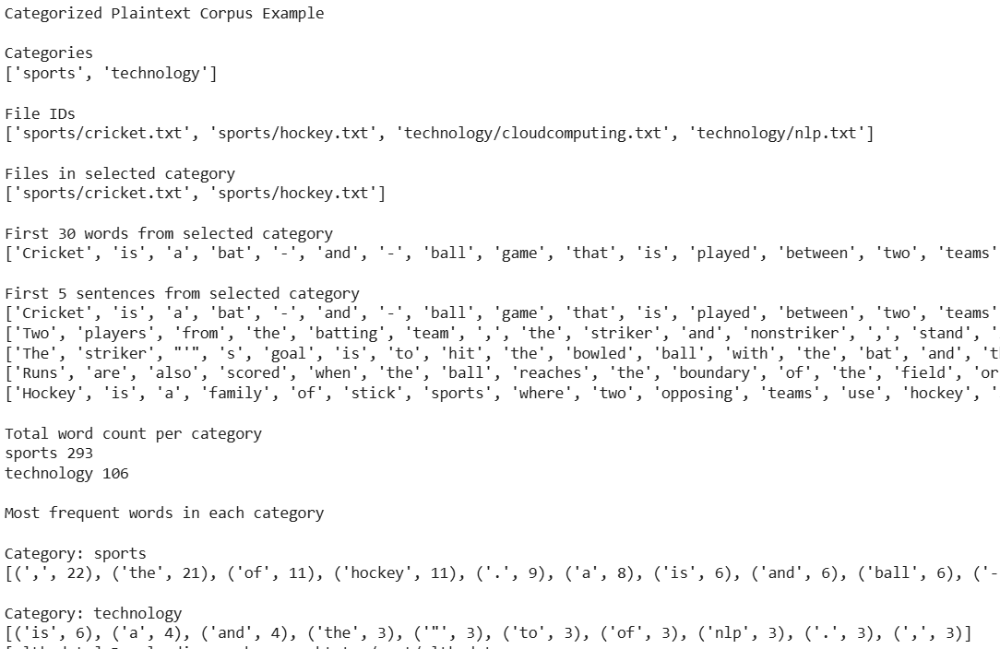 Categorized Plaintext Corpus Example
Categories
['sports', 'technology']
File IDs
['sports/cricket.txt', 'sports/hockey.txt', 'technology/cloudcomputing.txt', 'technology/nlp.txt']
Files in selected category
['sports/cricket.txt', 'sports/hockey.txt']
First 30 words from selected category
['Cricket', 'is', 'a', 'bat', '-', 'and', '-', 'ball', 'game', 'that', 'is', 'played', 'between', 'two', 'teams'
First 5 sentences from selected category
['Cricket', 'is', 'a', 'bat', '-', 'and', '-', 'ball', 'game', 'that', 'is', 'played', 'between', 'two', 'teams'
['Two', 'players', 'from', 'the', 'batting', 'team', ',', 'the', 'striker', 'and', 'nonstriker', ',', 'stand', '
['The', 'striker', "'", 's', 'goal', 'is', 'to', 'hit', 'the', 'bowled', 'ball', 'with', 'the', 'bat', 'and',
['Runs', 'are', 'also', 'scored', 'when', 'the', 'ball', 'reaches', 'the', 'boundary', 'of', 'the', 'field', 'or
['Hockey', 'is', 'a', 'family', 'of', 'stick', 'sports', 'where', 'two', 'opposing', 'teams', 'use', 'hockey', '
Total word count per category
sports 293
technology 106
Most frequent words in each category
Category: sports
[(',', 22), ('the', 21), ('of', 11), ('hockey', 11), ('.', 9), ('a', 8), ('is', 6), ('and', 6), ('ball', 6), ('-
Category: technology
[('is', 6), ('a', 4), ('and', 4), ('the', 3), ('"', 3), ('to', 3), ('of', 3), ('nlp', 3), ('.', 3), (',', 3)]